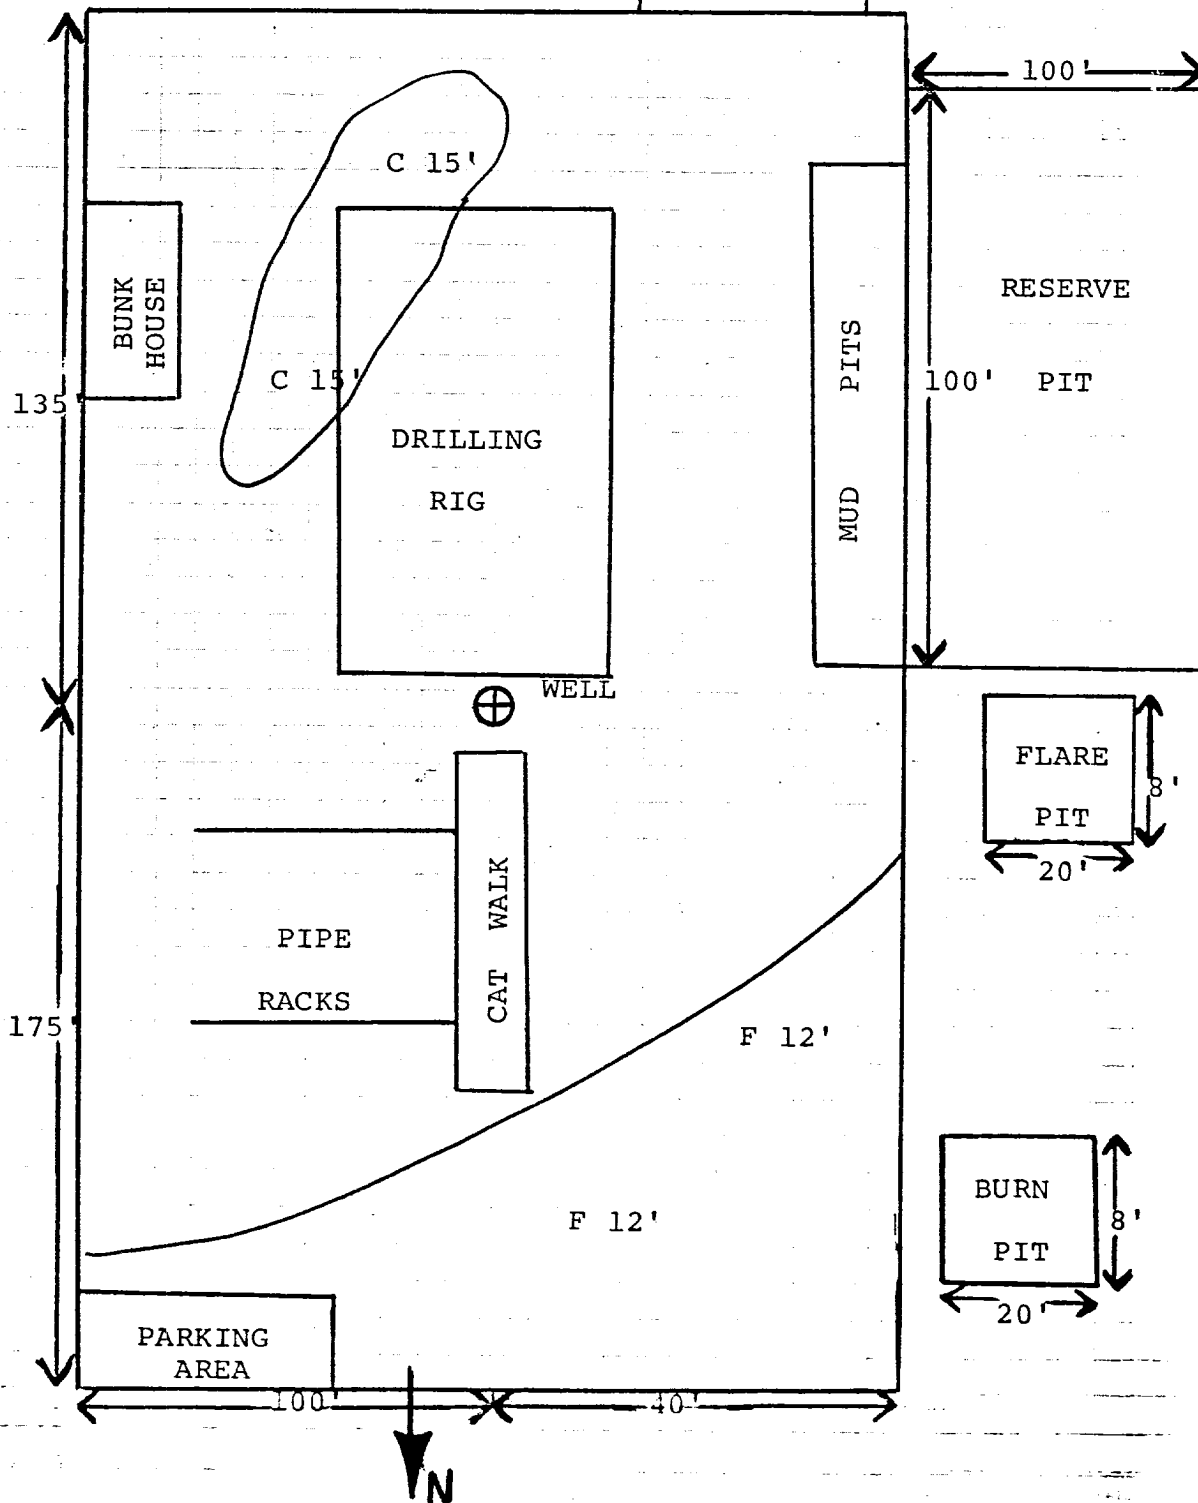 100'
C 15'
BUNK
HOUSE
RESERVE
C 15'
MUD PITS
100'
PIT
135'
DRILLING
RIG
WELL
FLARE
8'
PIT
20'
CAT WALK
PIPE
RACKS
175'
F 12'
BURN
F 12'
8'
PIT
20'
PARKING
AREA
100'
40'
N